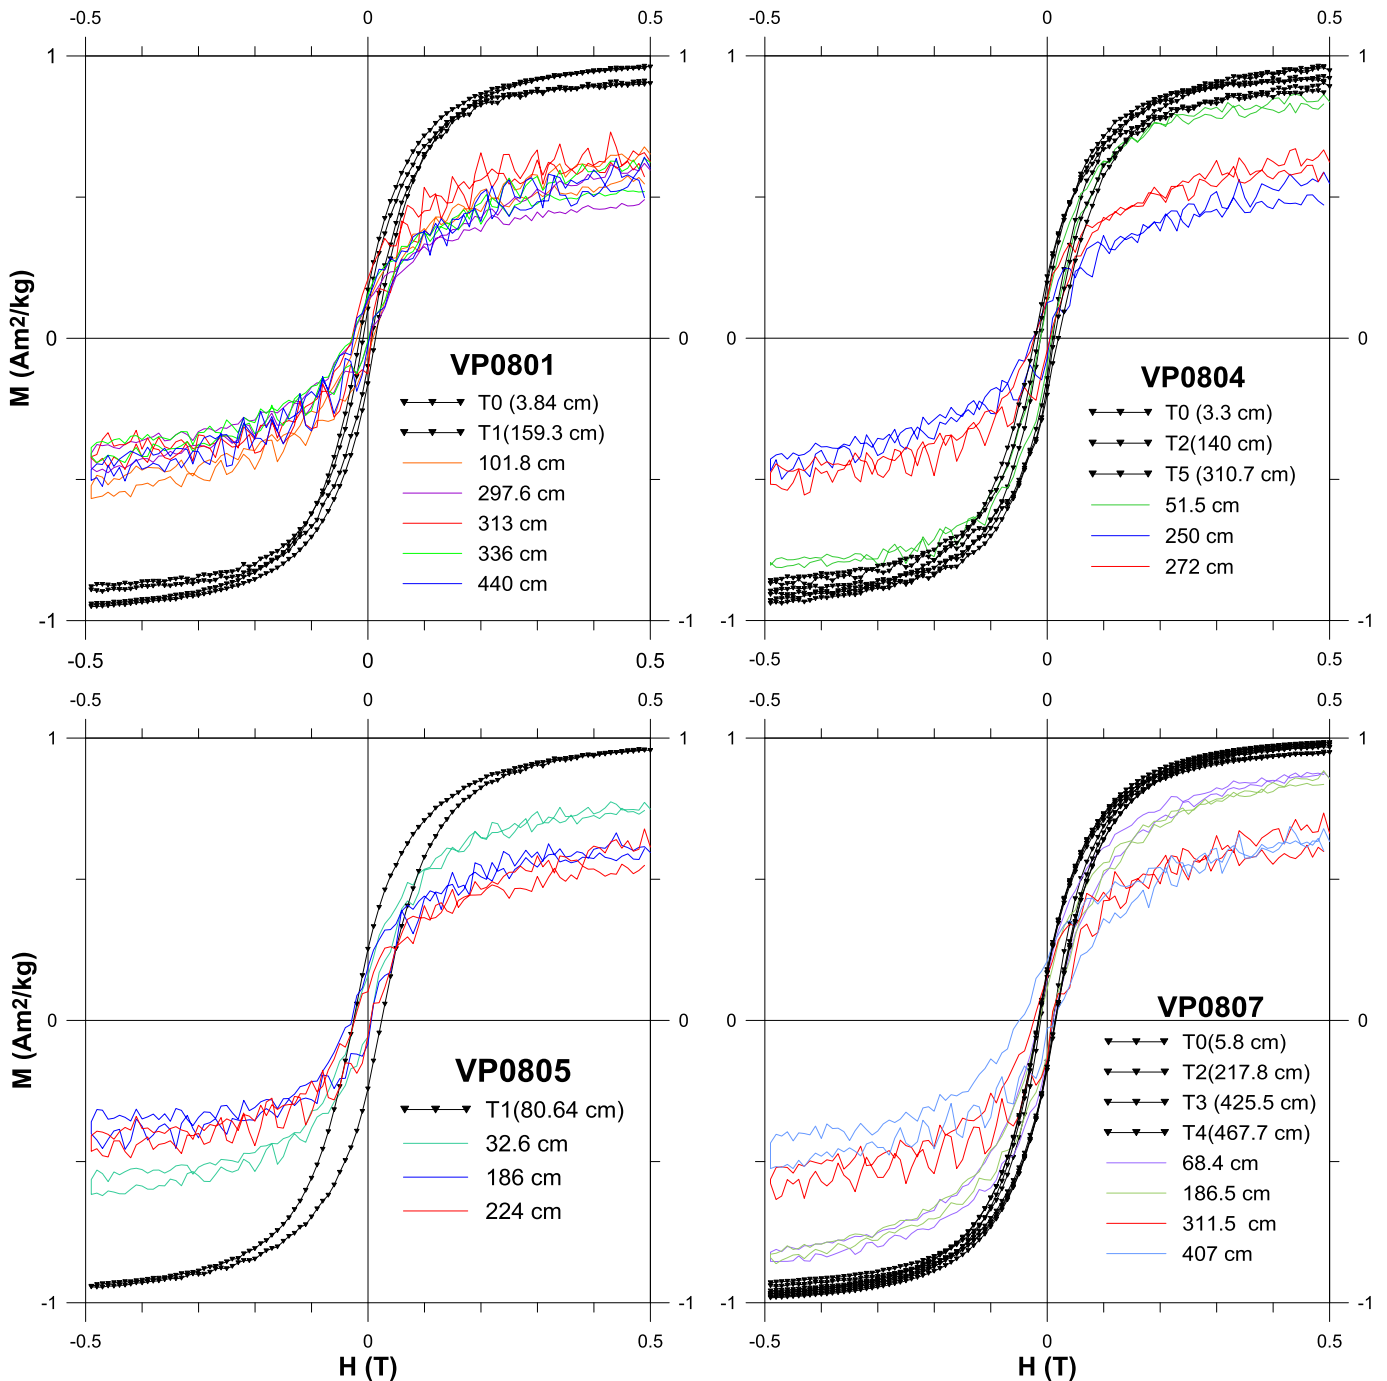 -0.5 0 0.5 -0.5 0 0.5
1 1 1
M (Am2/kg)
0 0 0
VP0801
T0 (3.84 cm)
T1(159.3 cm)
101.8 cm
297.6 cm
313 cm
336 cm
440 cm
VP0804
T0 (3.3 cm)
T2(140 cm)
T5 (310.7 cm)
51.5 cm
250 cm
272 cm
-1 -1 -1
-0.5 0 0.5 -0.5 0 0.5
-0.5 0 0.5 -0.5 0 0.5
1 1 1
M (Am2/kg)
0 0 0
VP0805
T1(80.64 cm)
32.6 cm
186 cm
224 cm
VP0807
T0(5.8 cm)
T2(217.8 cm)
T3 (425.5 cm)
T4(467.7 cm)
68.4 cm
186.5 cm
311.5 cm
407 cm
-1 -1 -1
-0.5 0 0.5 -0.5 0 0.5
H (T) H (T)